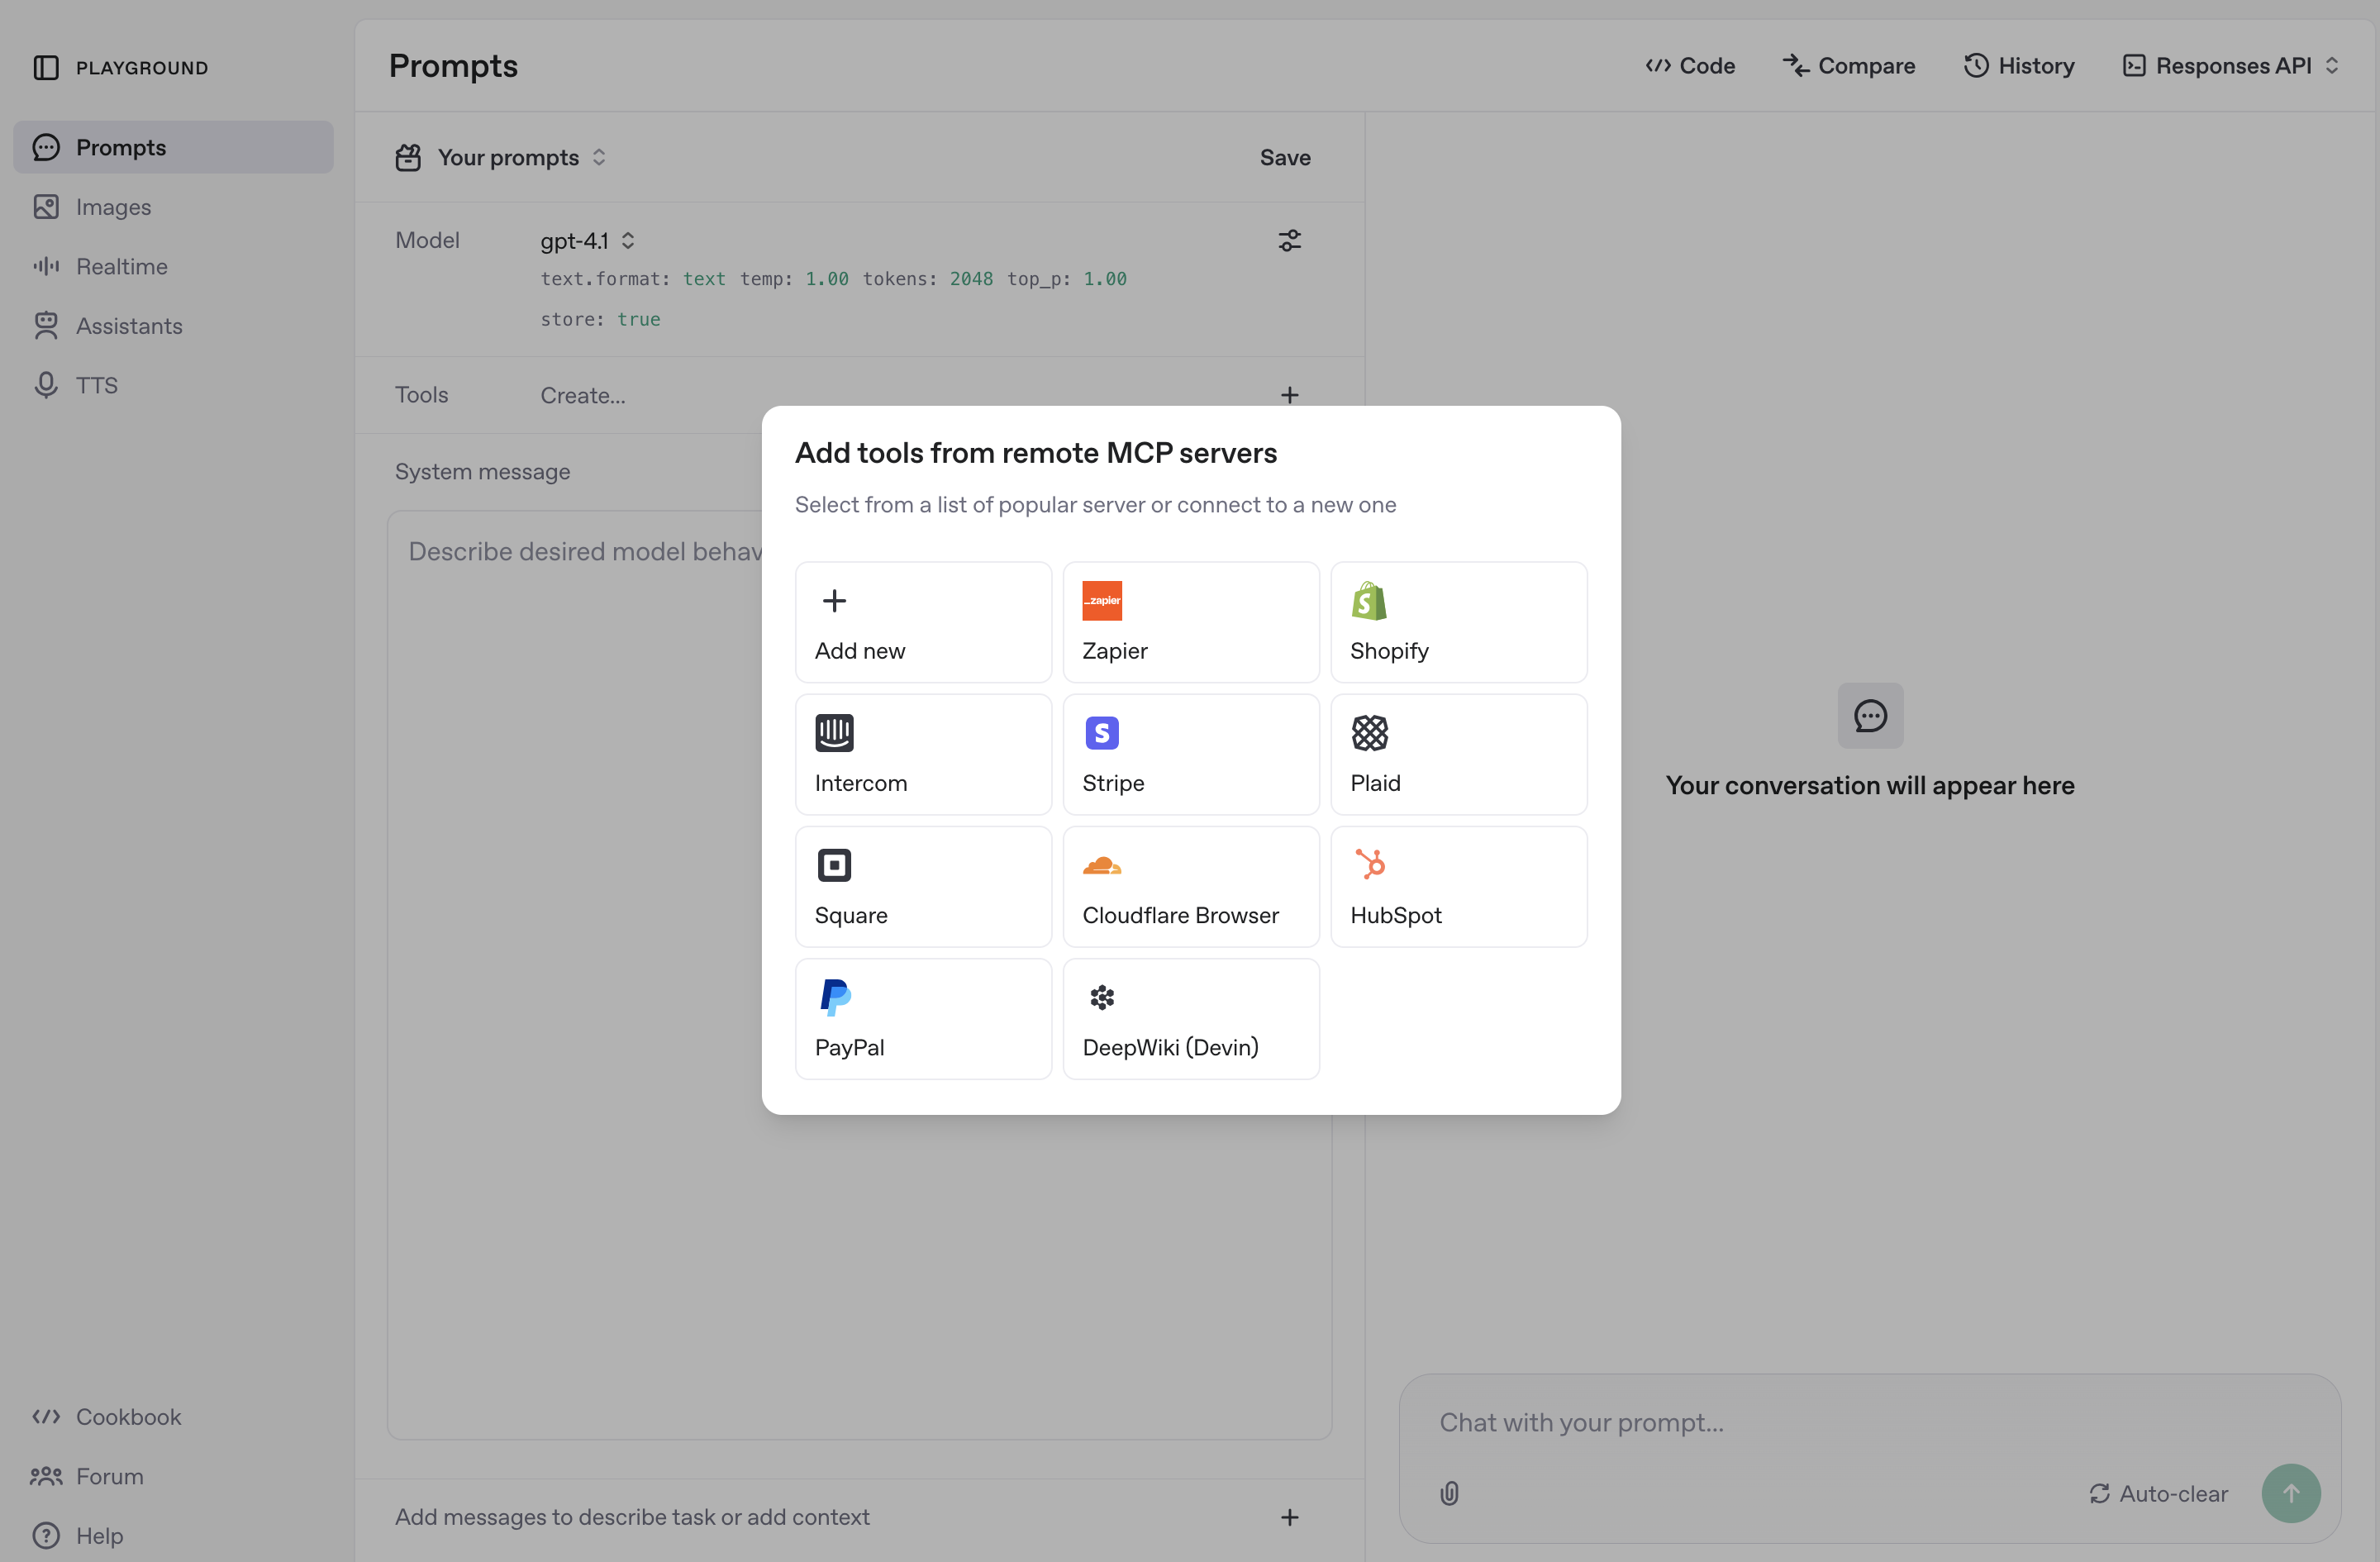 PLAYGROUND
Prompts
Images
Realtime
Assistants
TTS
Cookbook
Forum
Help
Prompts
Code
Compare
History
Responses API
Your prompts
Save
Model
gpt-4.1
text.format: text temp: 1.00 tokens: 2048 top_p: 1.00
store: true
Tools
Create...
System message
Describe desired model behav
Add messages to describe task or add context
Add tools from remote MCP servers
Select from a list of popular server or connect to a new one
Add new
zapier
Zapier
Shopify
Intercom
Stripe
Plaid
Square
Cloudflare Browser
HubSpot
PayPal
DeepWiki (Devin)
Your conversation will appear here
Chat with your prompt...
Auto-clear